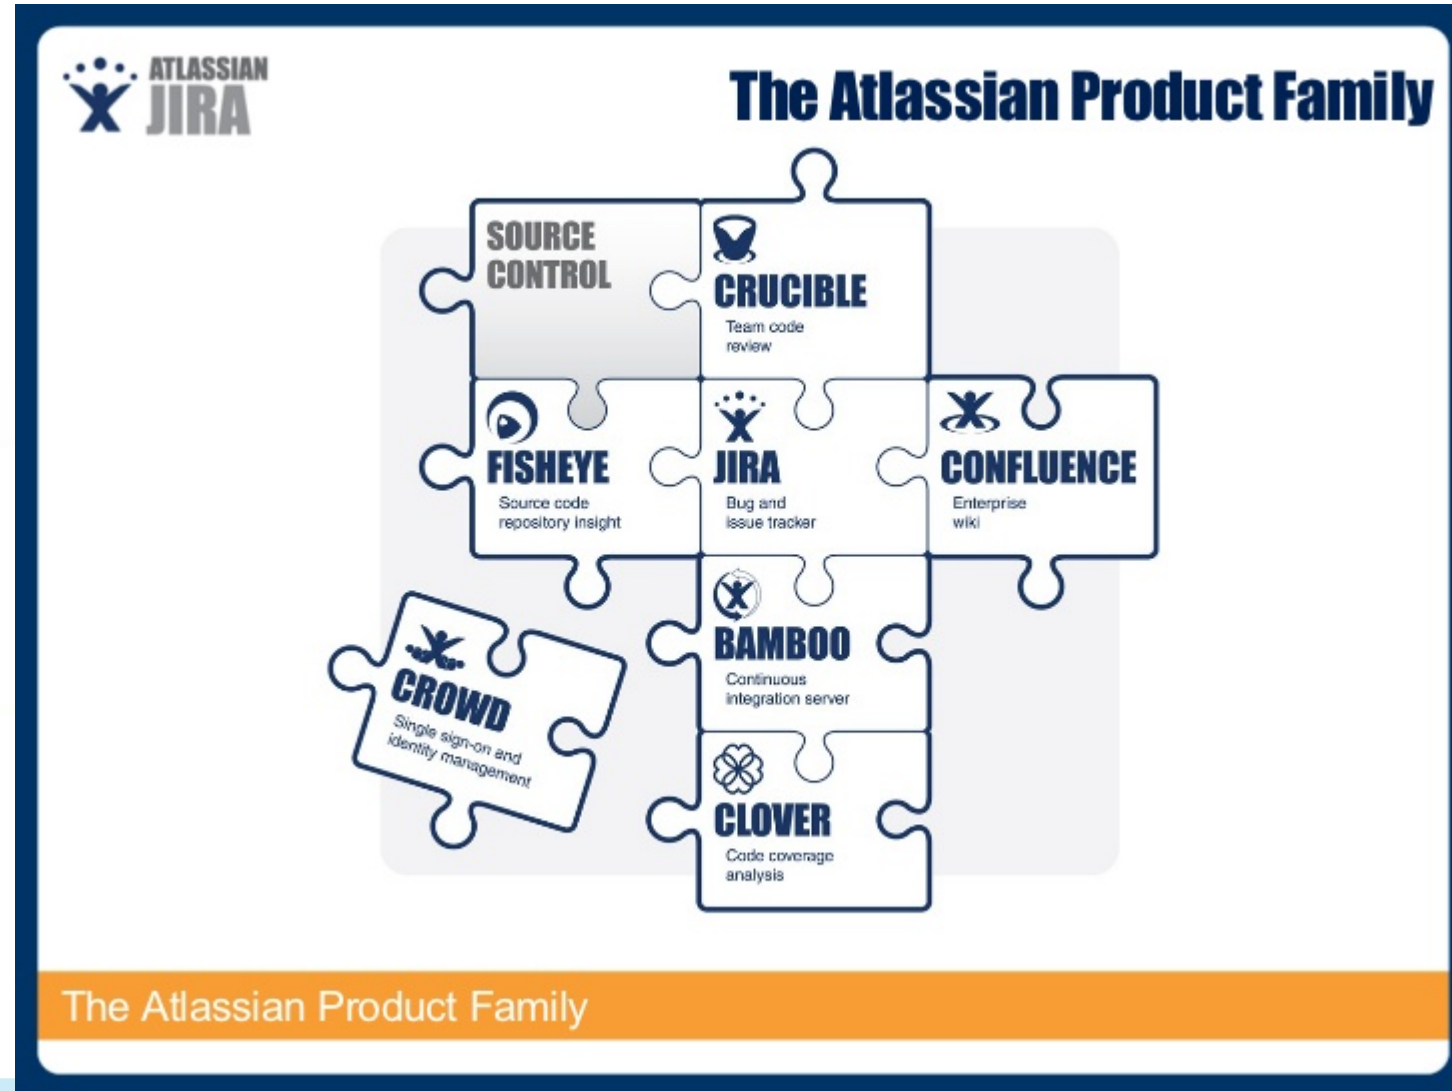 ATLASSIAN
JIRA
The Atlassian Product Family
SOURCE
CONTROL
CRUCIBLE
Team code
review
FISHEYE
Source code
repository insight
JIRA
Bug and
issue tracker
CONFLUENCE
Enterprise
wiki
CROWD
Single sign-on and
identity management
BAMBOO
Continuous
integration server
CLOVER
Code coverage
analysis
The Atlassian Product Family